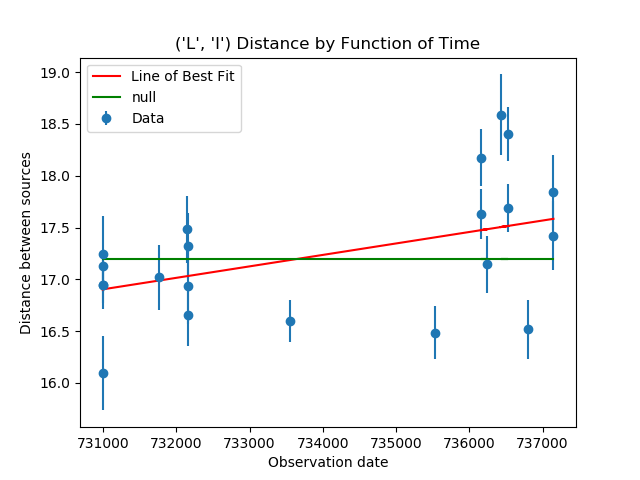 ('L', 'I') Distance by Function of Time
Line of Best Fit
null
Data
Distance between sources
19.0
18.5
18.0
17.5
17.0
16.5
16.0
731000 732000 733000 734000 735000 736000 737000
Observation date